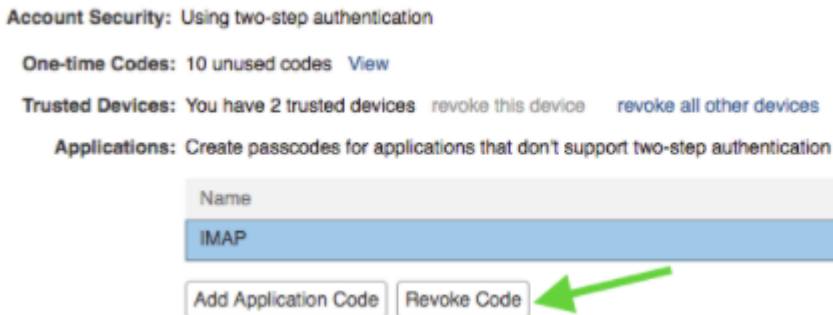 Account Security: Using two-step authentication
One-time Codes: 10 unused codes View
Trusted Devices: You have 2 trusted devices revoke this device revoke all other devices
Applications: Create passcodes for applications that don't support two-step authentication
Name
IMAP
Add Application Code Revoke Code